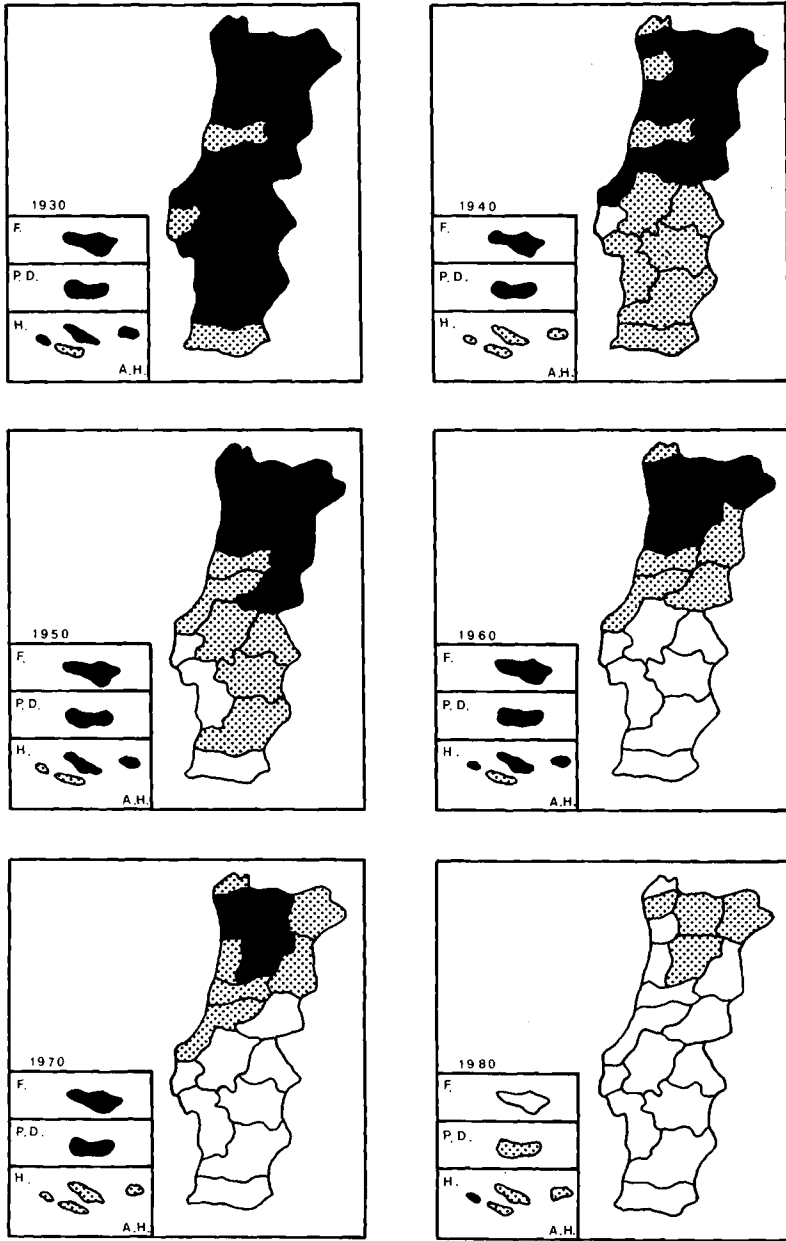 1930
F.
P. D.
H.
A.H.
1940
F.
P. D.
H.
A.H.
1950
F.
P. D.
H.
A.H.
1960
F.
P. D
H.
A.H.
1970
F.
P. D.
H.
A.H.
1980
F.
P. D.
H.
A.H.